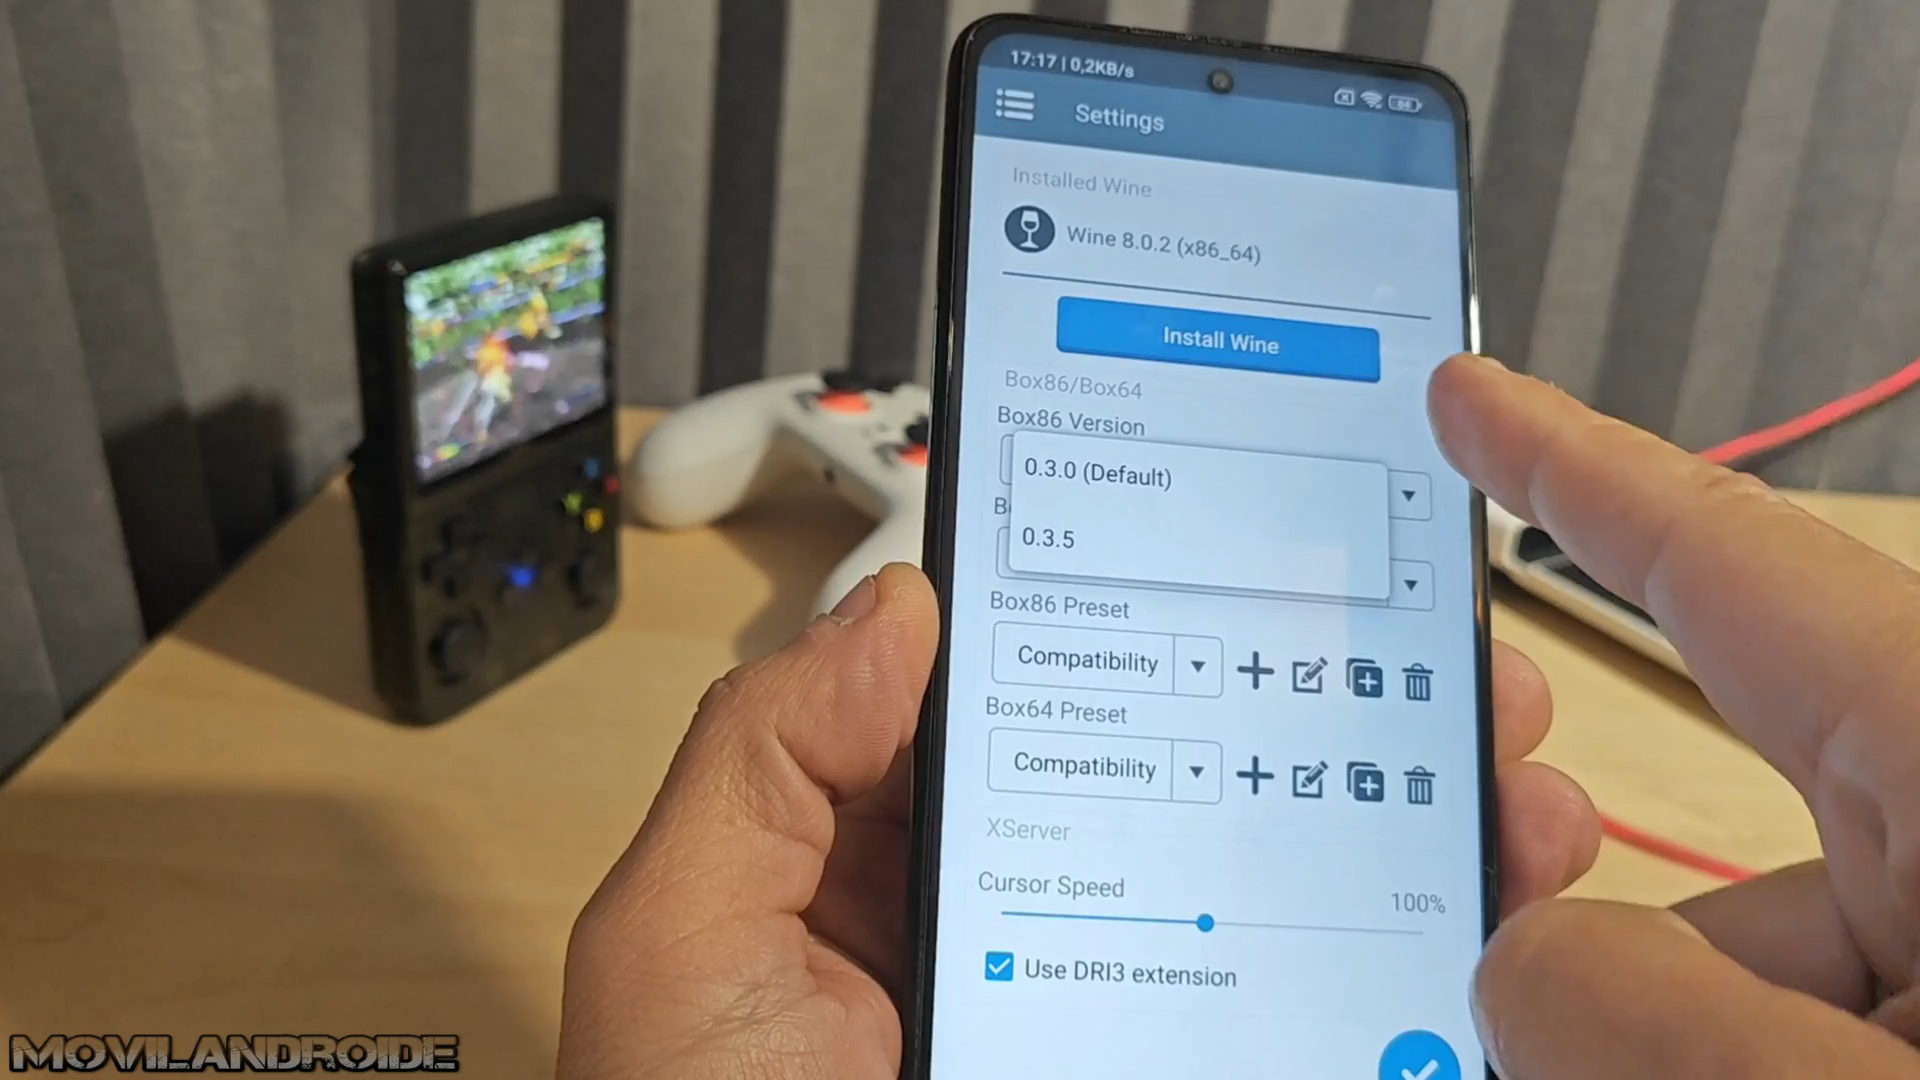 17:17 | 0,2KB/s
Settings
Installed Wine
Wine 8.0.2 (x86_64)
Install Wine
Box86/Box64
Box86 Version
0.3.0 (Default)
0.3.5
Box86 Preset
Compatibility
Box64 Preset
Compatibility
XServer
Cursor Speed
100%
Use DRI3 extension
MOVILANDROIDE